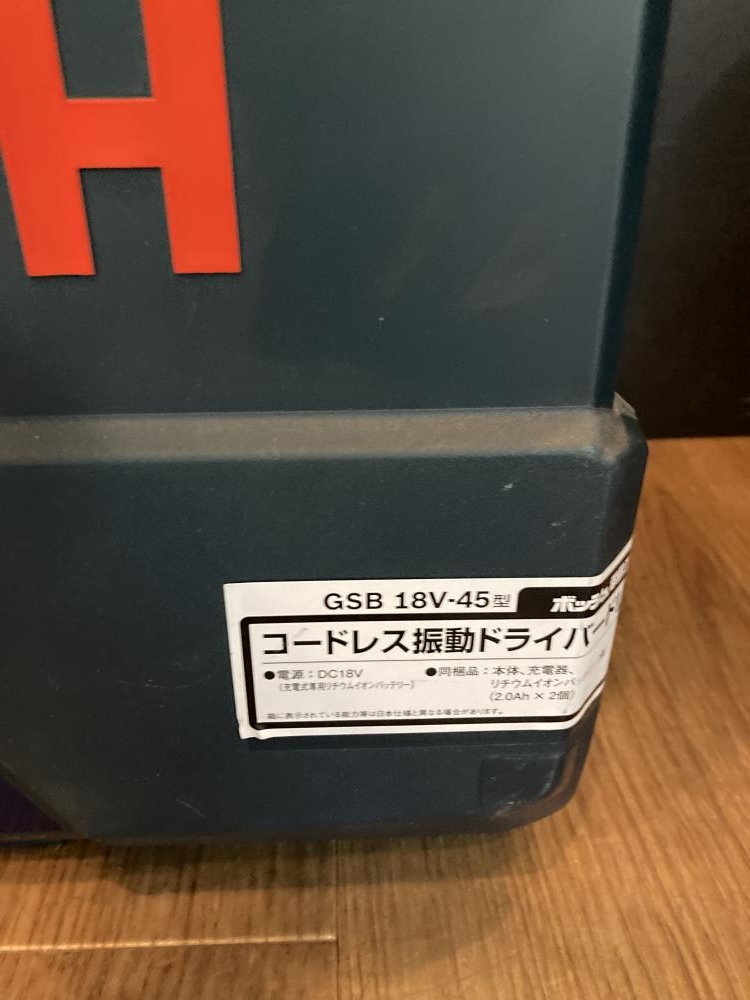 H
GSB 18V-45型
コードレス振動ドライバードリ
●電源：DC18V
（充電式専用リチウムイオンバッテリー）
●同梱品：本体、充電器、
リチウムイオンバッ
（2.0Ah × 2個）
箱に表示されている能力等は日本仕様と異なる場合があります。